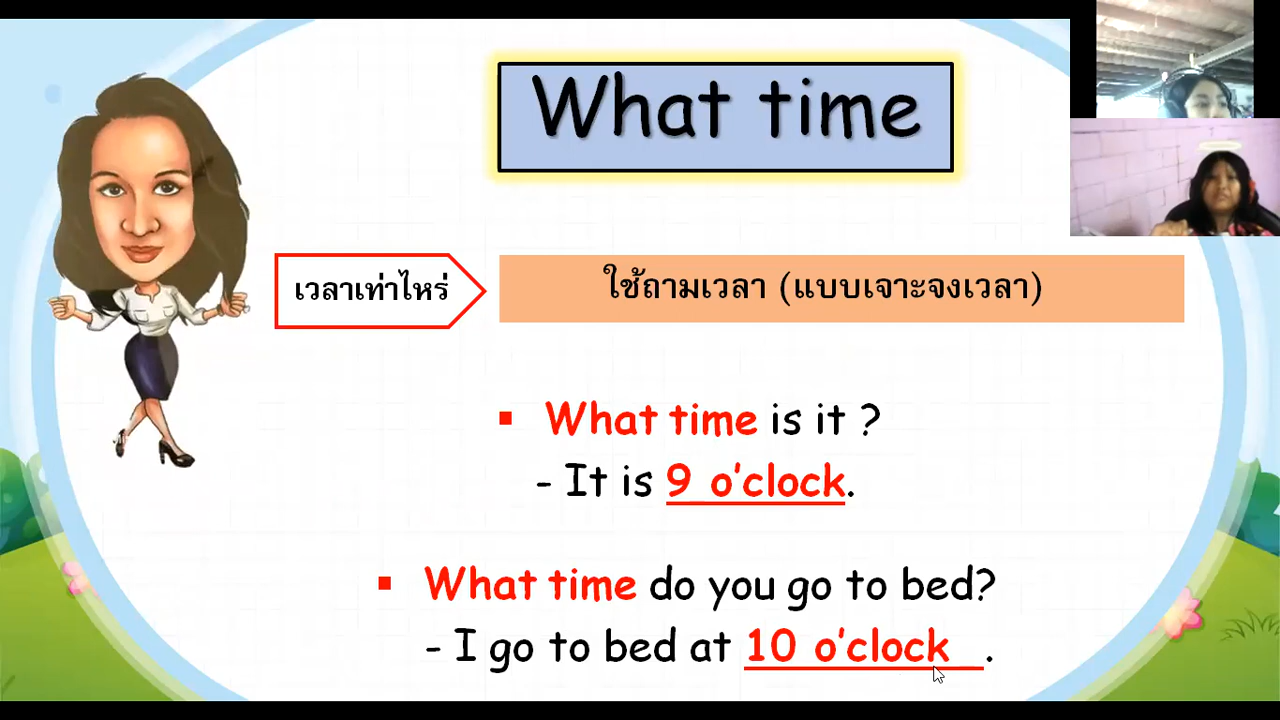 What time
เวลาเท่าไหร่
ใช้ถามเวลา (แบบเจาะจงเวลา)
▪ What time is it ?
- It is 9 o'clock.
▪ What time do you go to bed?
- I go to bed at 10 o'clock .